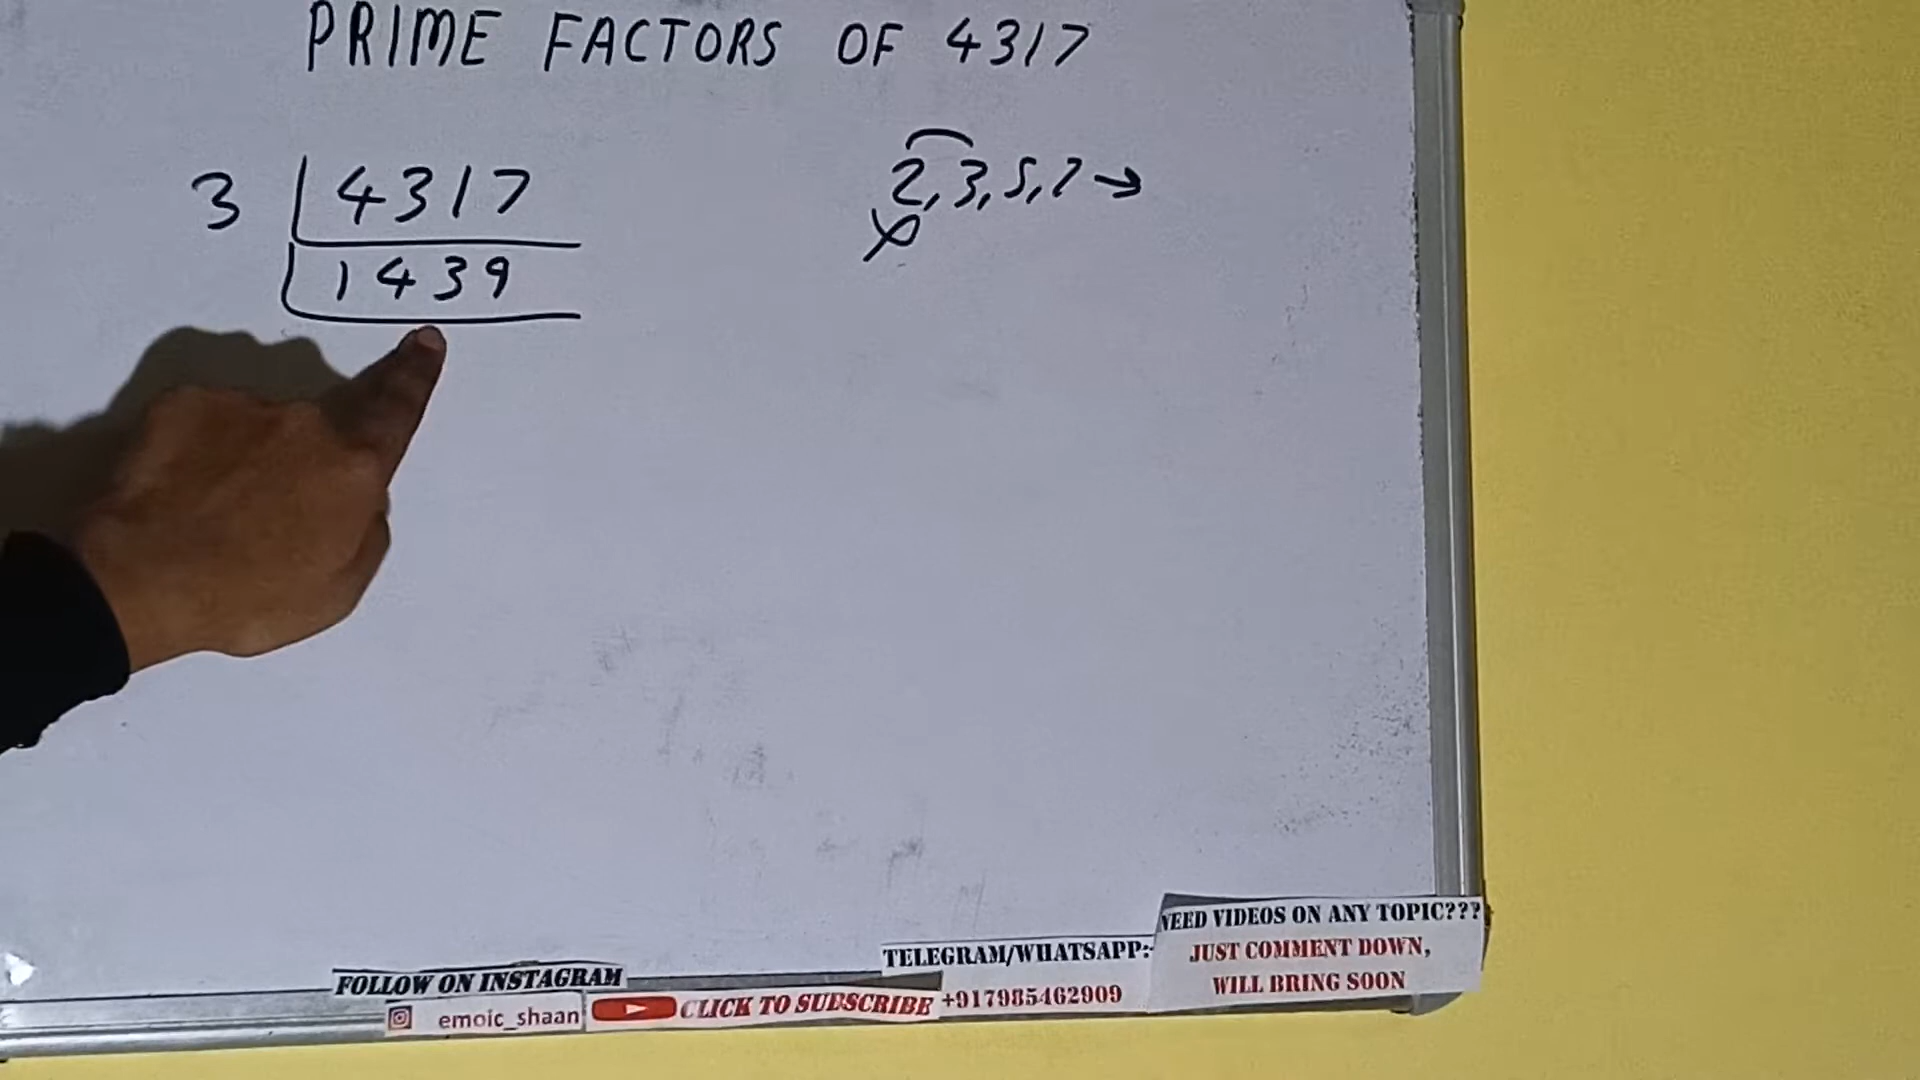 PRIME FACTORS OF 4317
3 4317
1439
2, 3, 5, 7 →
NEED VIDEOS ON ANY TOPIC???
JUST COMMENT DOWN,
WILL BRING SOON
TELEGRAM/WHATSAPP:-
+917985462909
FOLLOW ON INSTAGRAM
emoic_shaan
CLICK TO SUBSCRIBE